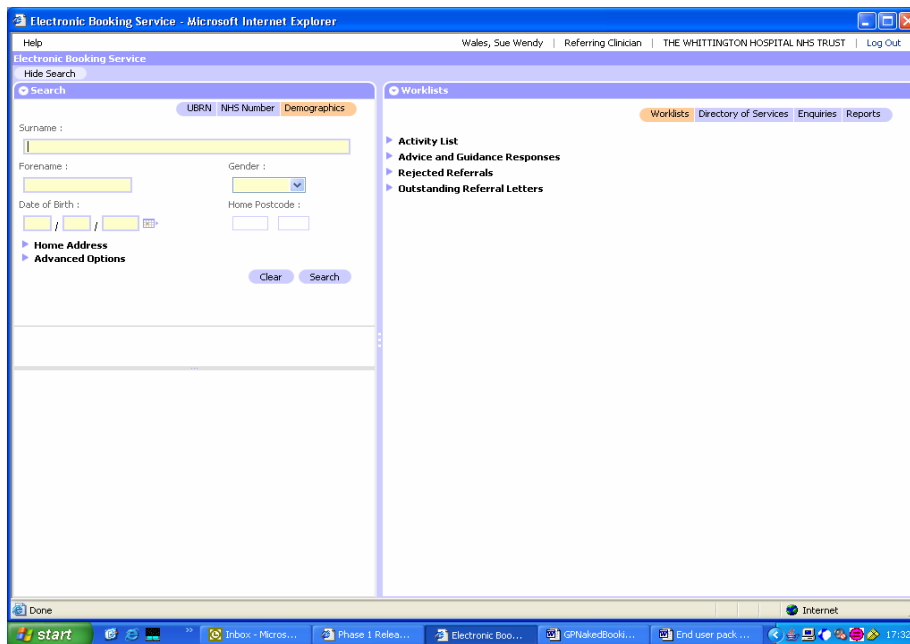 Electronic Booking Service - Microsoft Internet Explorer
Help
Wales, Sue Wendy | Referring Clinician | THE WHITTINGTON HOSPITAL NHS TRUST | Log Out
Electronic Booking Service
Hide Search
Search
UBRN NHS Number Demographics
Surname :
Forename :
Gender :
Date of Birth :
Home Postcode :
/ /
Home Address
Advanced Options
Clear Search
Worklists
Worklists Directory of Services Enquiries Reports
Activity List
Advice and Guidance Responses
Rejected Referrals
Outstanding Referral Letters
Done
Internet
start
Inbox - Micros...
Phase 1 Relea...
Electronic Boo...
GPNakedBooki...
End user pack ...
17:32